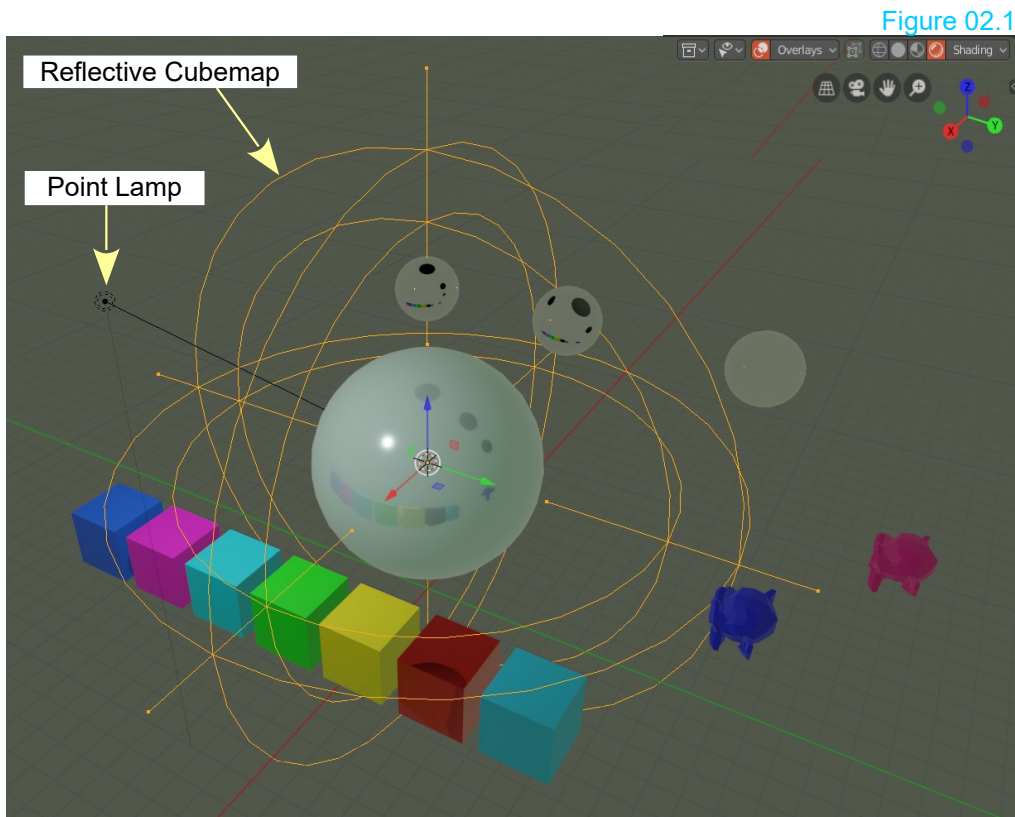 Figure 02.1
Overlays
Shading
Reflective Cubemap
Z
Point Lamp
X
Y